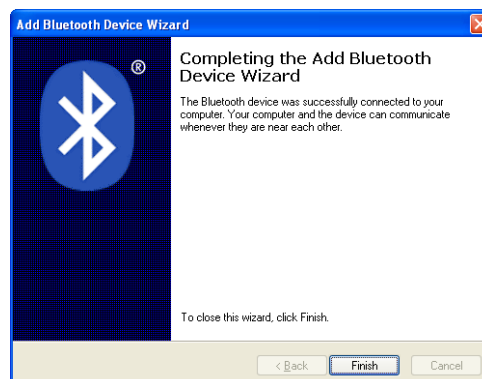 Add Bluetooth Device Wizard
®
Completing the Add Bluetooth
Device Wizard
The Bluetooth device was successfully connected to your
computer. Your computer and the device can communicate
whenever they are near each other.
To close this wizard, click Finish.
< Back Finish Cancel